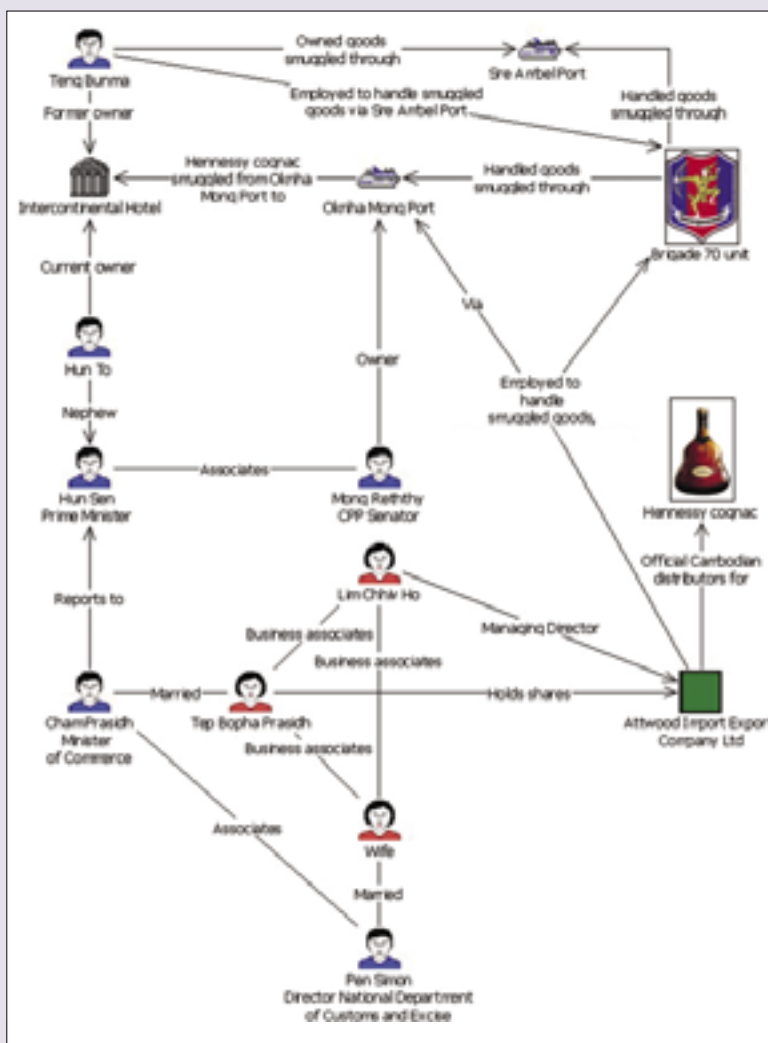 Owned goods
smuggled through
Teng Bunma
Sre Ambel Port
Employed to handle smuggled
goods via Sre Ambel Port
Handled goods
smuggled through
Former owner
Hennessy cognac
smuggled from Oknha
Mong Port to
Handled goods
smuggled through
Intercontinental Hotel
Oknha Mong Port
Brigade 70 unit
Current owner
Via
Owner
Hun To
Employed to
handle
smuggled goods,
Nephew
Associates
Hun Sen
Prime Minister
Mong Reththy
CPP Senator
Hennessy cognac
Official Cambodian
distributors for
Lim Chhiv Ho
Reports to
Managing Director
Business associates
Business associates
Married
Holds shares
Cham Prasidh
Minister
of Commerce
Tep Bopha Prasidh
Attwood Import Export
Company Ltd
Business associates
Associates
Wife
Married
Pen Simon
Director National Department
of Customs and Excise